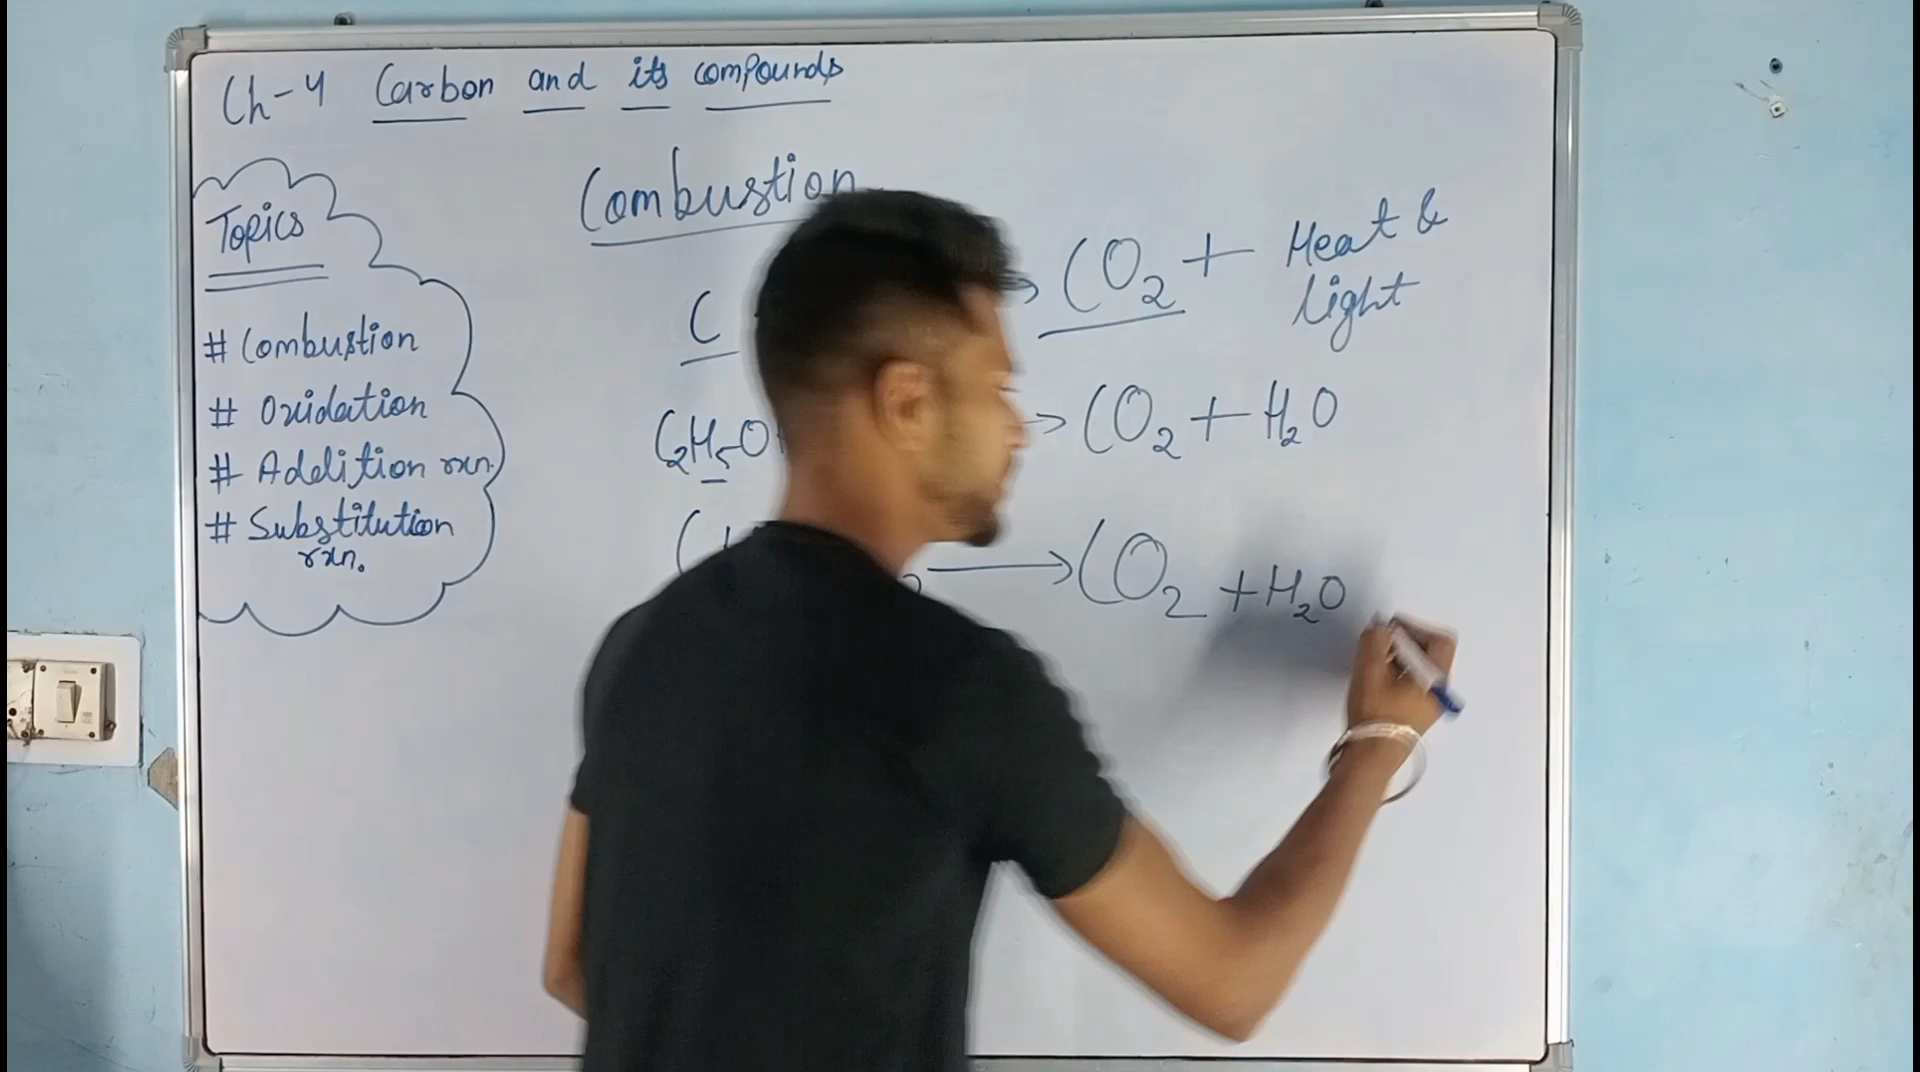 Ch-4 Carbon and its compounds
Combustion
Topics
# Combustion
# Oxidation
# Addition rxn.
# Substitution
rxn.
C → CO₂ + Heat &
light
C₂H₅O → CO₂ + H₂O
→ CO₂ + H₂O